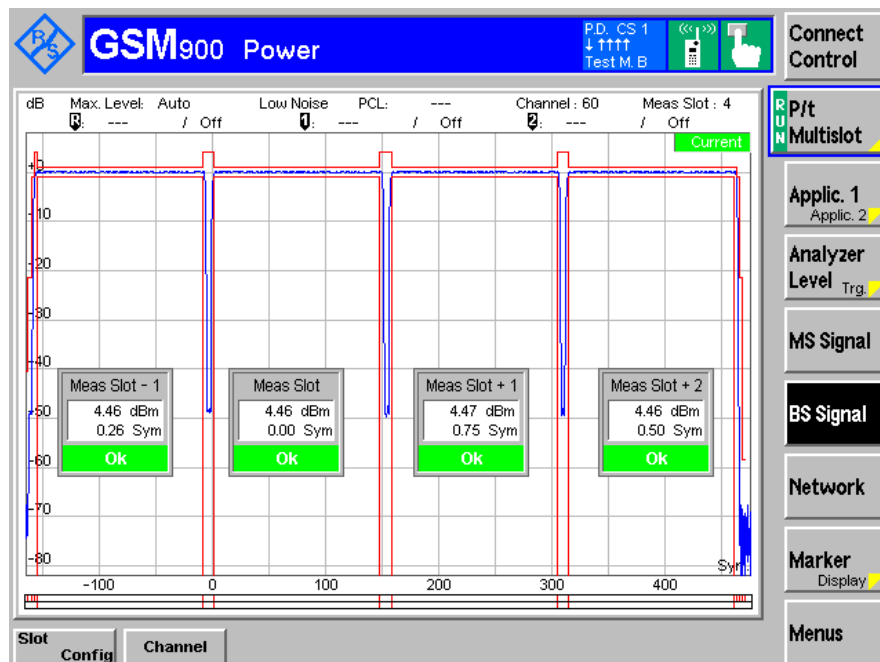 R/S
GSM900 Power
P.D. CS 1
↓ ↑↑↑↑
Test M. B
Connect Control
dB Max. Level: Auto Low Noise PCL: --- Channel : 60 Meas Slot : 4
R: --- / Off 1: --- / Off 2: --- / Off
Current
RUN
P/t Multislot
Applic. 1
Applic. 2
Analyzer Level Trg.
MS Signal
BS Signal
Network
Marker
Display
Menus
+0
-10
-20
-30
-40
-50
-60
-70
-80
Meas Slot - 1
4.46 dBm
0.26 Sym
Ok
Meas Slot
4.46 dBm
0.00 Sym
Ok
Meas Slot + 1
4.47 dBm
0.75 Sym
Ok
Meas Slot + 2
4.46 dBm
0.50 Sym
Ok
-100 0 100 200 300 400
Slot Config
Channel